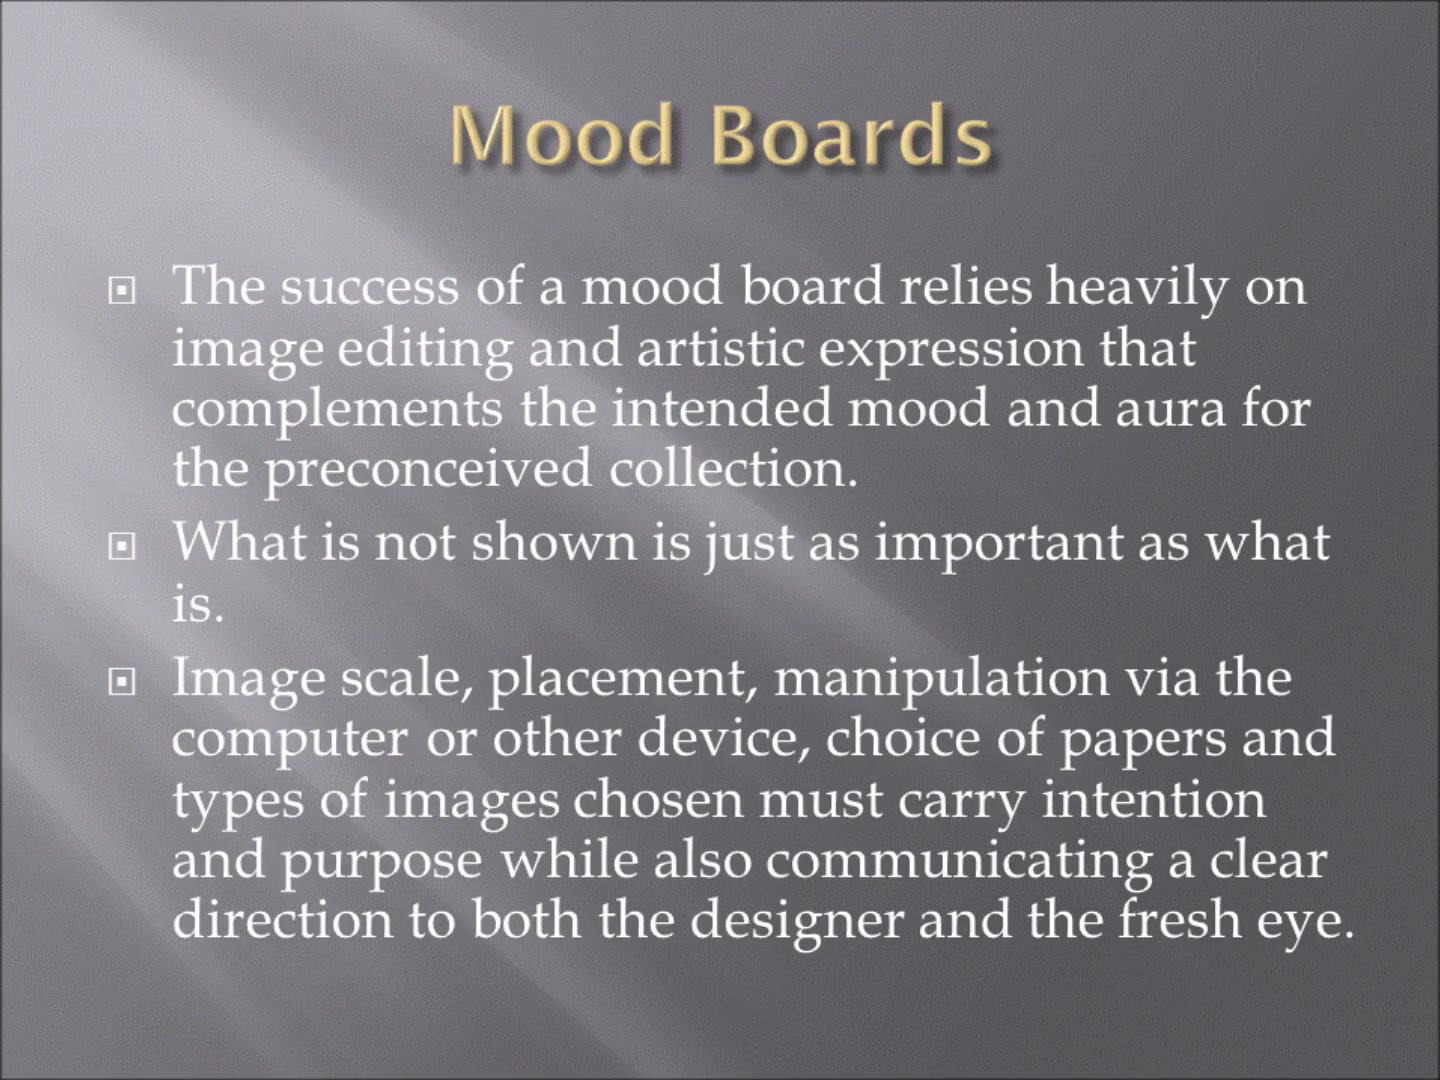 Mood Boards
The success of a mood board relies heavily on
image editing and artistic expression that
complements the intended mood and aura for
the preconceived collection.
What is not shown is just as important as what
is.
Image scale, placement, manipulation via the
computer or other device, choice of papers and
types of images chosen must carry intention
and purpose while also communicating a clear
direction to both the designer and the fresh eye.